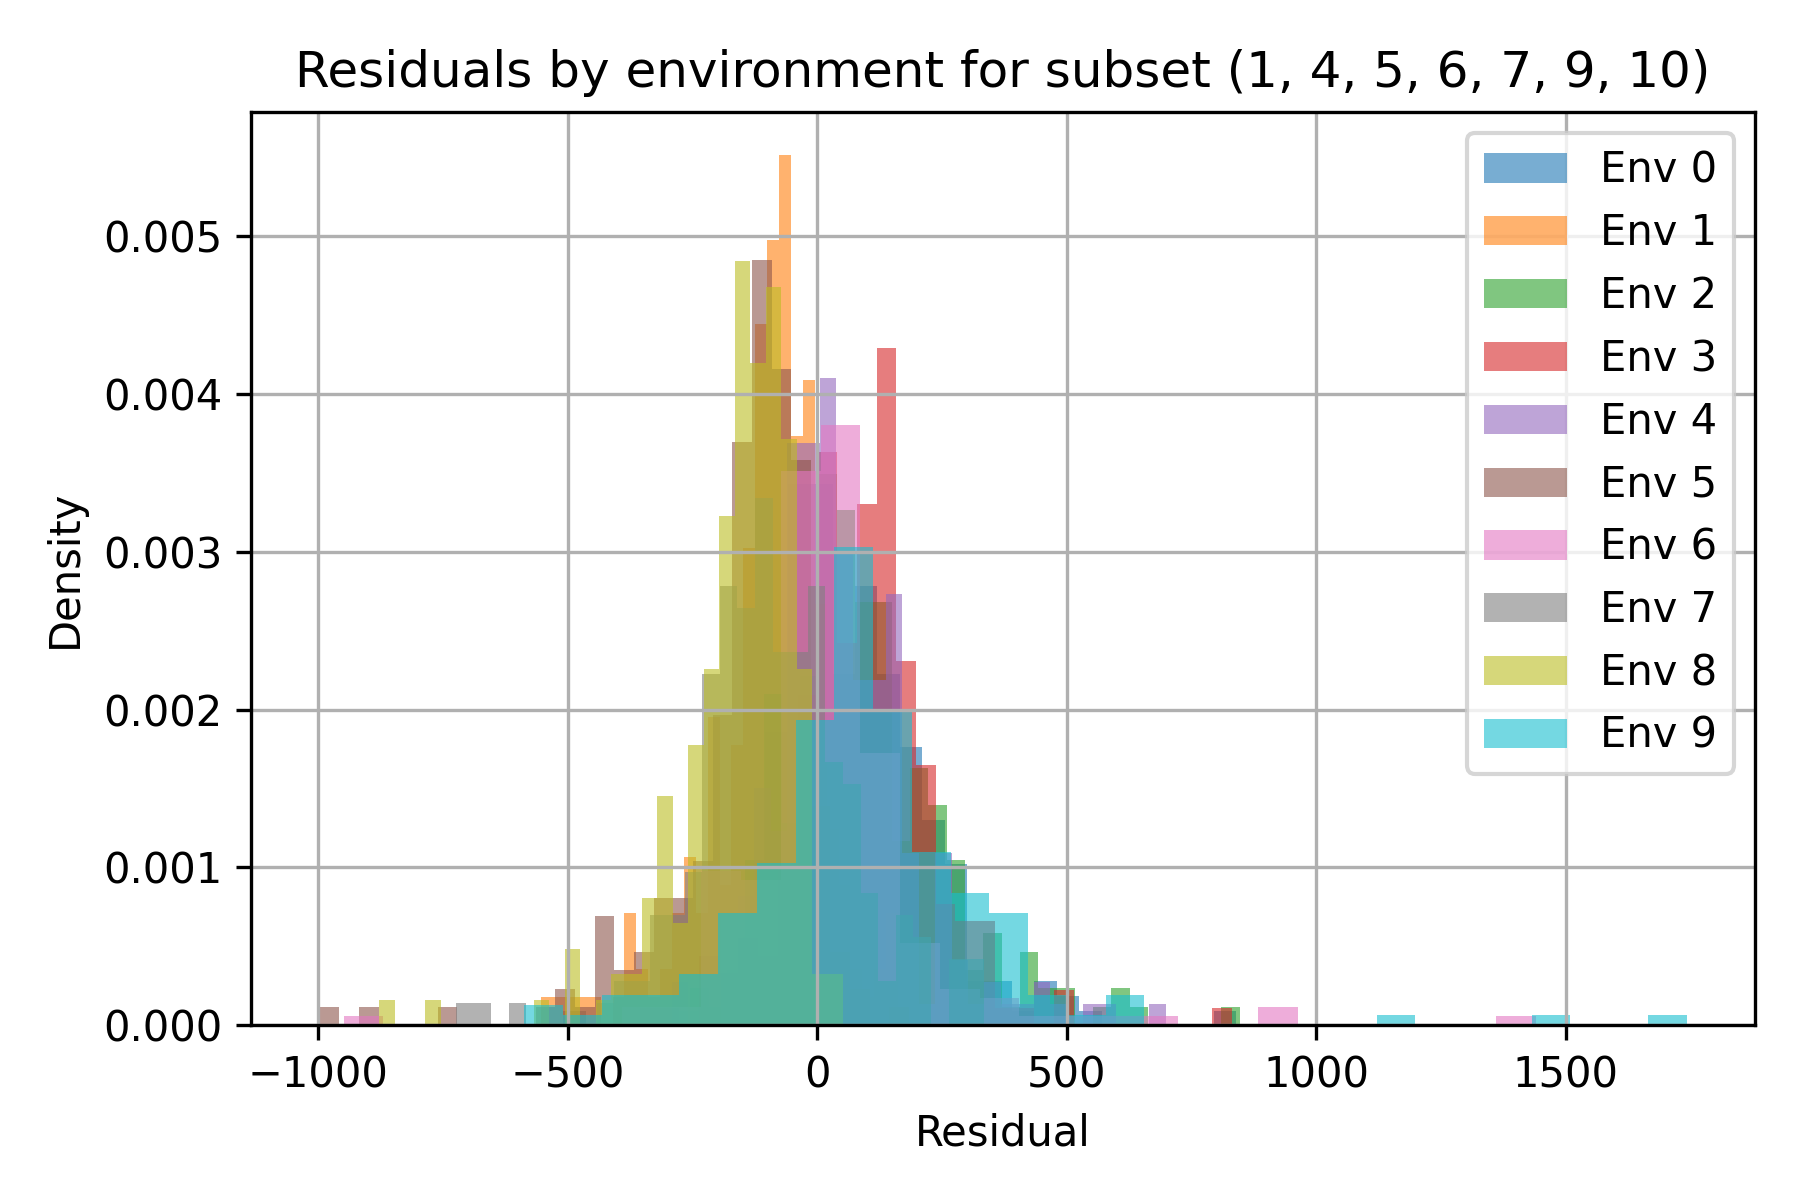 Residuals by environment for subset (1, 4, 5, 6, 7, 9, 10)
Env 0
Env 1
Env 2
Env 3
Env 4
Env 5
Env 6
Env 7
Env 8
Env 9
Density
0.005
0.004
0.003
0.002
0.001
0.000
−1000
−500
0
500
1000
1500
Residual